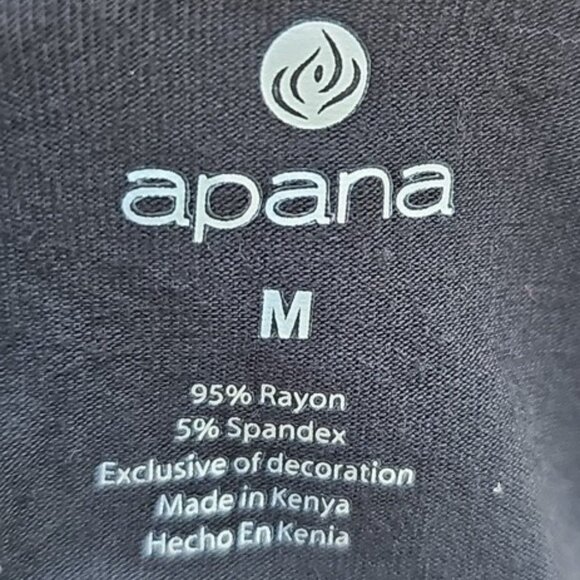 apana
M
95% Rayon
5% Spandex
Exclusive of decoration
Made in Kenya
Hecho En Kenia